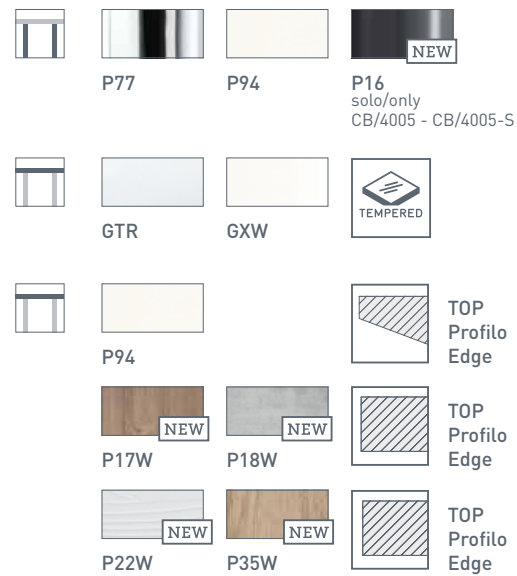 NEW
P77
P94
P16
solo/only
CB/4005 - CB/4005-S
TEMPERED
GTR
GXW
P94
TOP
Profilo
Edge
NEW
NEW
P17W
P18W
TOP
Profilo
Edge
NEW
NEW
P22W
P35W
TOP
Profilo
Edge